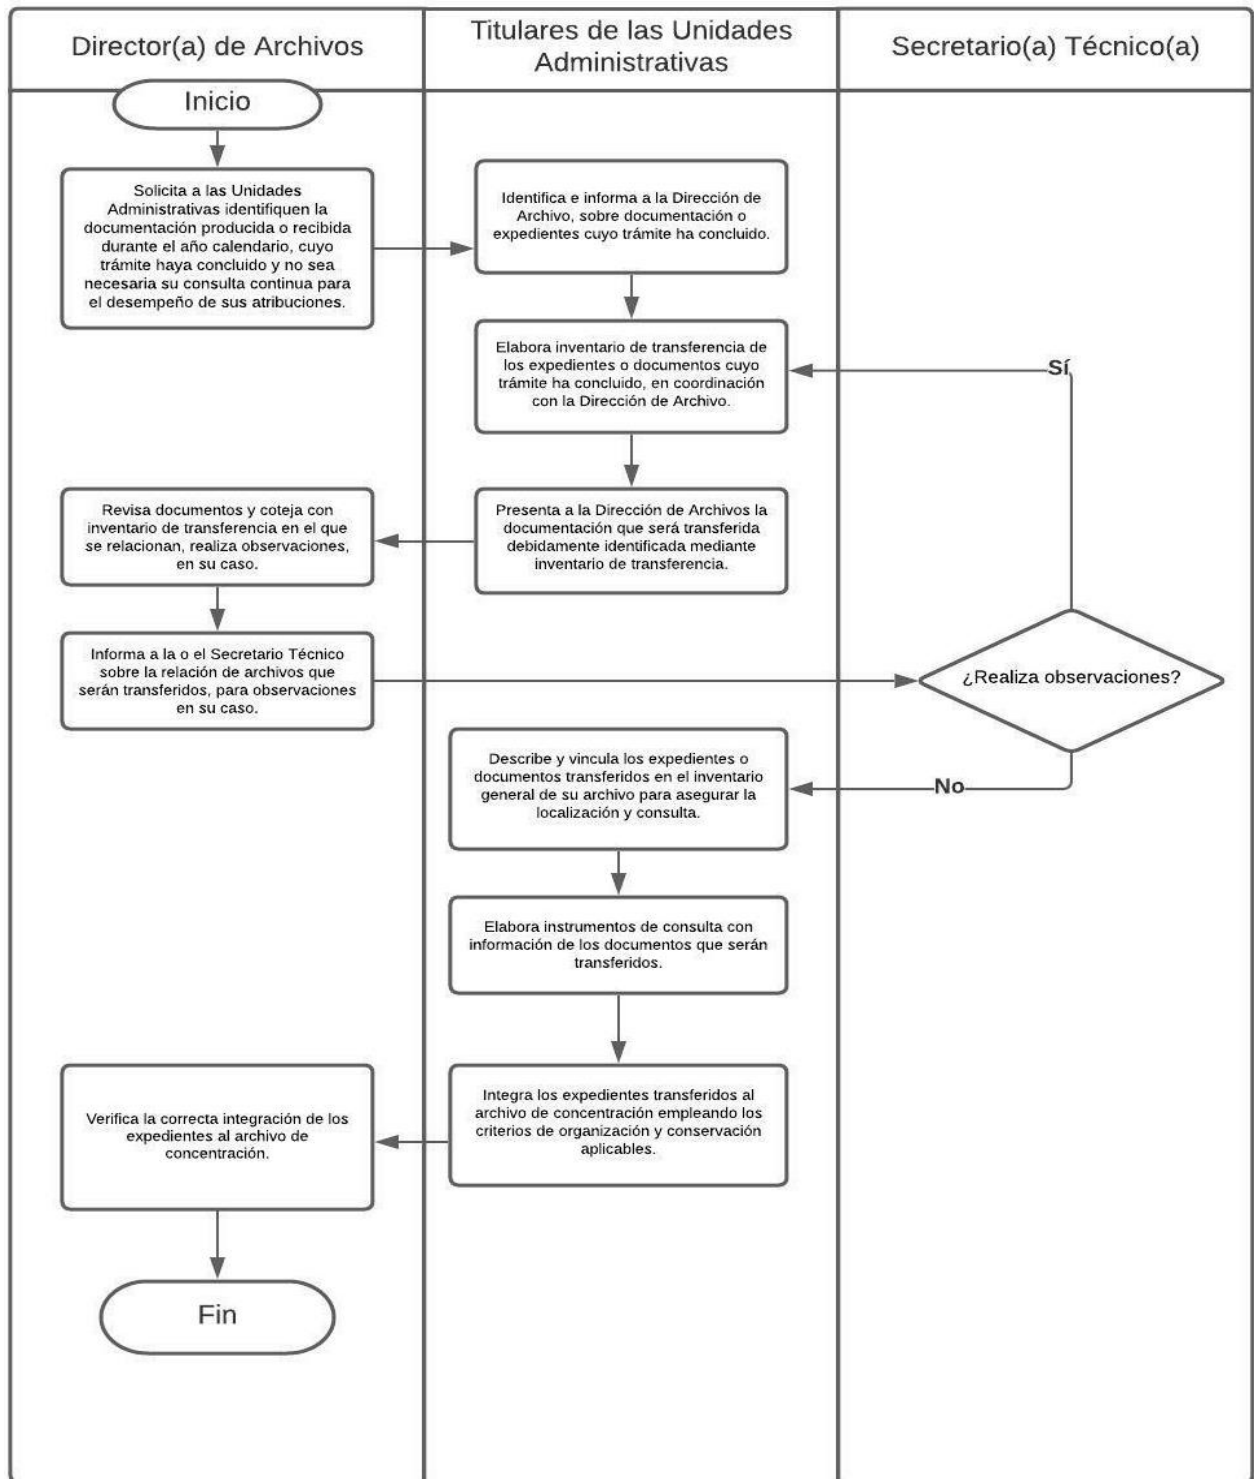 Director(a) de Archivos
Titulares de las Unidades
Administrativas
Secretario(a) Técnico(a)
Inicio
Solicita a las Unidades
Administrativas identifiquen la
documentación producida o recibida
durante el año calendario, cuyo
trámite haya concluido y no sea
necesaria su consulta continua para
el desempeño de sus atribuciones.
Identifica e informa a la Dirección de
Archivo, sobre documentación o
expedientes cuyo trámite ha concluido.
Elabora inventario de transferencia de
los expedientes o documentos cuyo
trámite ha concluido, en coordinación
con la Dirección de Archivo.
Sí
Presenta a la Dirección de Archivos la
documentación que será transferida
debidamente identificada mediante
inventario de transferencia.
Revisa documentos y coteja con
inventario de transferencia en el que
se relacionan, realiza observaciones,
en su caso.
Informa a la o el Secretario Técnico
sobre la relación de archivos que
serán transferidos, para observaciones
en su caso.
¿Realiza observaciones?
No
Describe y vincula los expedientes o
documentos transferidos en el inventario
general de su archivo para asegurar la
localización y consulta.
Elabora instrumentos de consulta con
información de los documentos que serán
transferidos.
Integra los expedientes transferidos al
archivo de concentración empleando los
criterios de organización y conservación
aplicables.
Verifica la correcta integración de los
expedientes al archivo de
concentración.
Fin